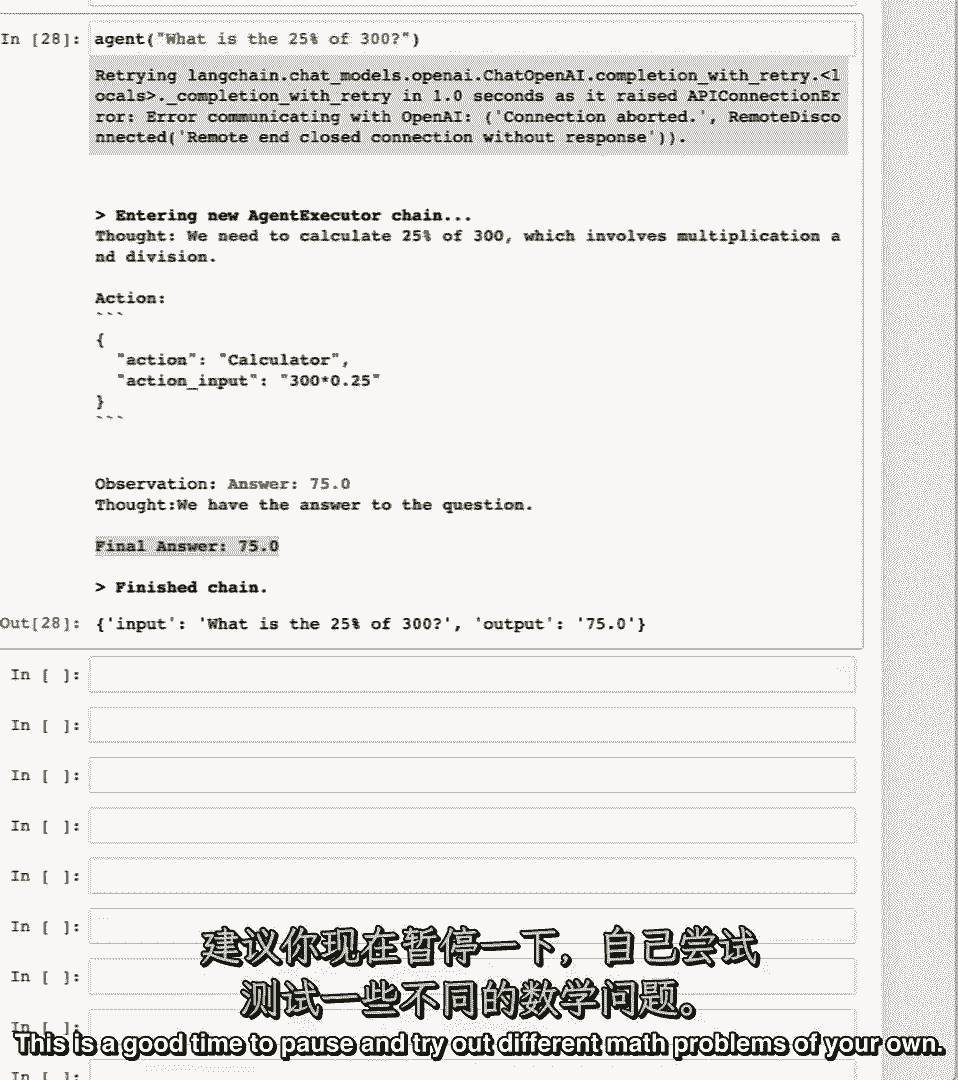 In [28]: agent("What is the 25% of 300?")
Retrying langchain.chat_models.openai.ChatOpenAI.completion_with_retry.<l
ocals>._completion_with_retry in 1.0 seconds as it raised APIConnectionEr
ror: Error communicating with OpenAI: ('Connection aborted.', RemoteDisco
nnected('Remote end closed connection without response')).
> Entering new AgentExecutor chain...
Thought: We need to calculate 25% of 300, which involves multiplication a
nd division.
Action:
```
{
  "action": "Calculator",
  "action_input": "300*0.25"
}
```
Observation: Answer: 75.0
Thought:We have the answer to the question.
Final Answer: 75.0
> Finished chain.
Out[28]: {'input': 'What is the 25% of 300?', 'output': '75.0'}
In [ ]:
In [ ]:
In [ ]:
In [ ]:
In [ ]:
In [ ]:
In [ ]:
In [ ]:
In [ ]:
建议你现在暂停一下，自己尝试
测试一些不同的数学问题。
This is a good time to pause and try out different math problems of your own.